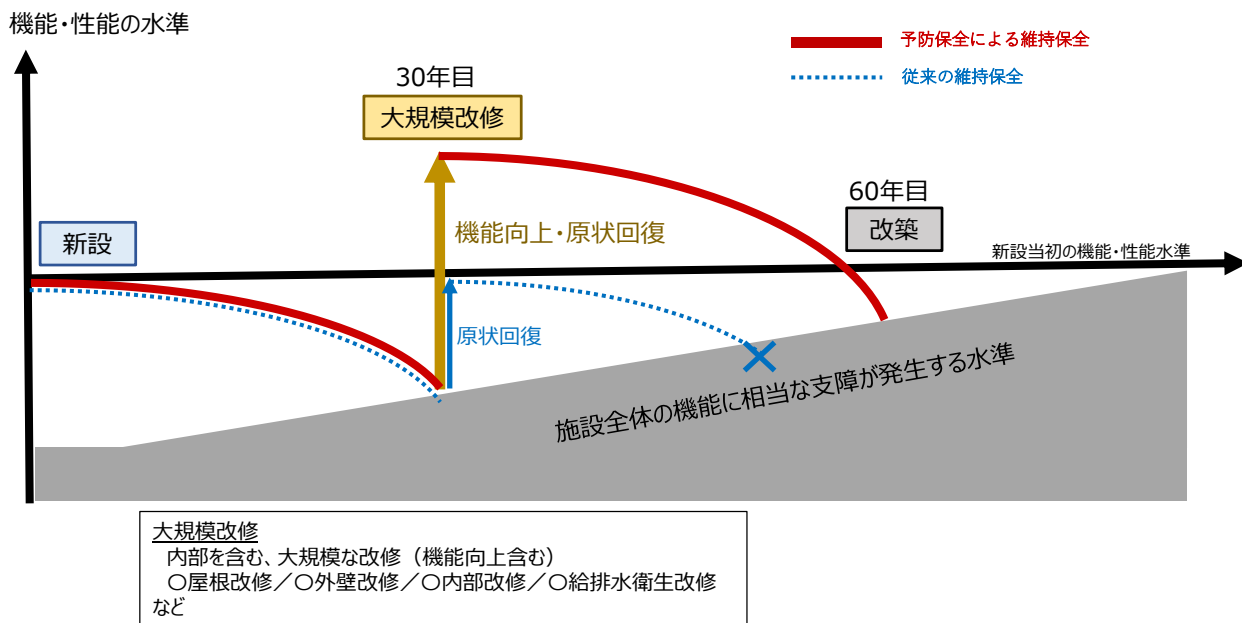 機能・性能の水準
予防保全による維持保全
従来の維持保全
30年目
大規模改修
60年目
改築
新設
機能向上・原状回復
新設当初の機能・性能水準
原状回復
施設全体の機能に相当な支障が発生する水準
大規模改修
内部を含む、大規模な改修（機能向上含む）
〇屋根改修／〇外壁改修／〇内部改修／〇給排水衛生改修
など